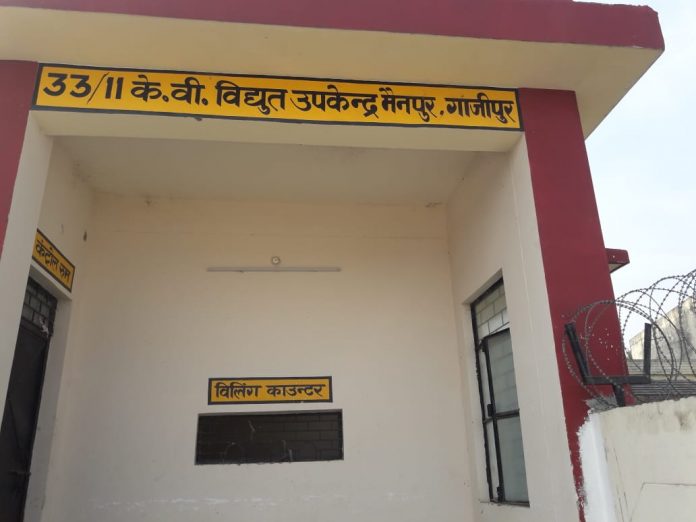 33/11 के.वी. विद्युत उपकेन्द्र मैनपुर, गाजीपुर
कंट्रोल रूम
विलिंग काउन्टर